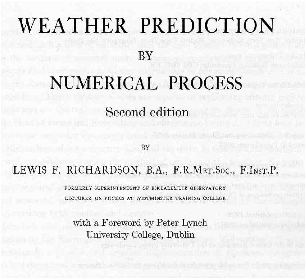 WEATHER PREDICTION
BY
NUMERICAL PROCESS
Second edition
BY
LEWIS F. RICHARDSON, B.A., F.R.MET.SOC., F.INST.P.
FORMERLY SUPERINTENDENT OF ESKDALEMUIR OBSERVATORY
LECTURER ON PHYSICS AT WESTMINSTER TRAINING COLLEGE
with a Foreword by Peter Lynch
University College, Dublin